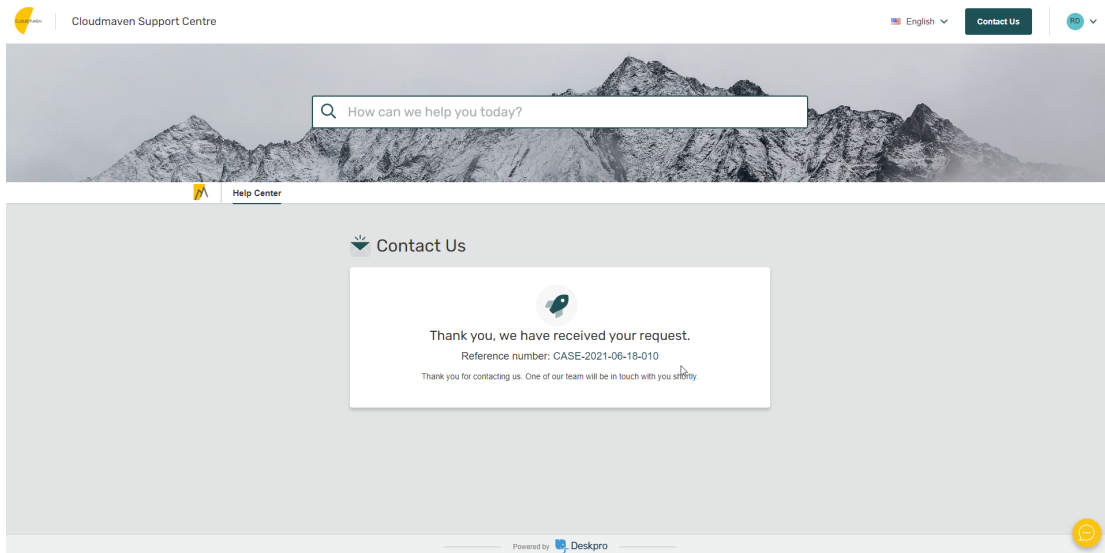 CLOUDMAVEN
Cloudmaven Support Centre
English
Contact Us
RD
How can we help you today?
Help Center
Contact Us
Thank you, we have received your request.
Reference number: CASE-2021-06-18-010
Thank you for contacting us. One of our team will be in touch with you shortly.
Powered by Deskpro